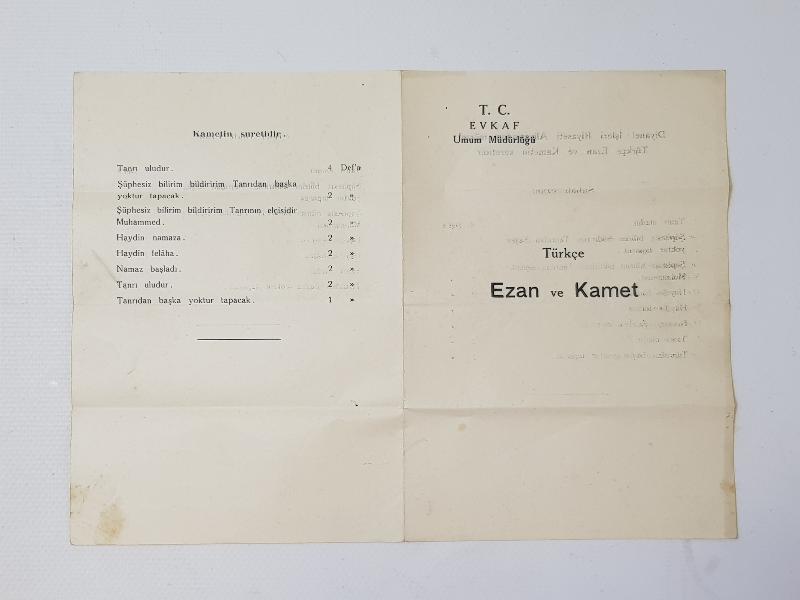 Kametin suretidir.
Tanrı uludur. 4 Def'a
Şüphesiz bilirim bildiririm Tanrıdan başka
yoktur tapacak. 2 »
Şüphesiz bilirim bildiririm Tanrının elçisidir
Muhammed. 2 »
Haydin namaza. 2 »
Haydin felâha. 2 »
Namaz başladı. 2 »
Tanrı uludur. 2 »
Tanrıdan başka yoktur tapacak. 1 »
T. C.
EVKAF
Umum Müdürlüğü
Türkçe
Ezan ve Kamet